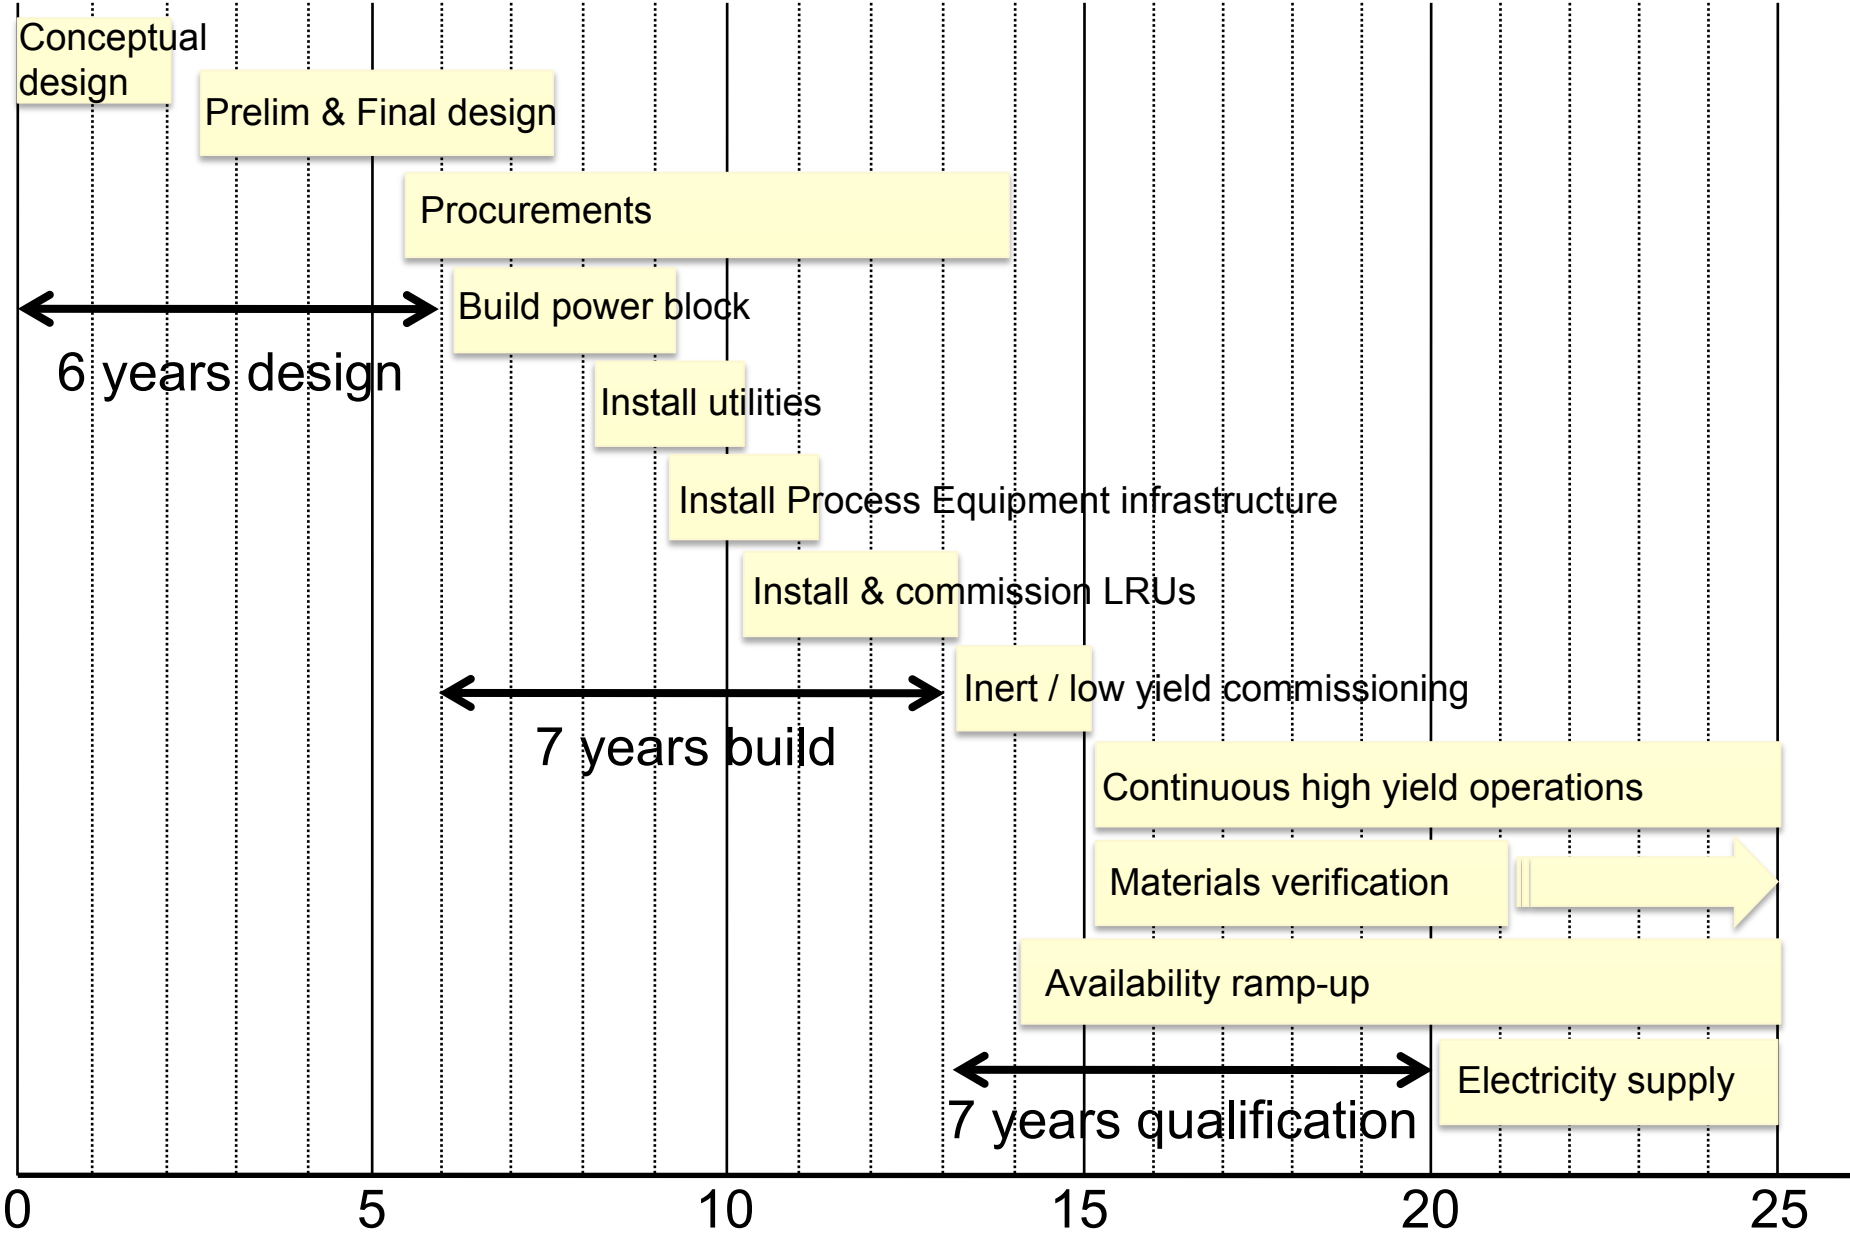 Conceptual
design
Prelim & Final design
Procurements
Build power block
6 years design
Install utilities
Install Process Equipment infrastructure
Install & commission LRUs
Inert / low yield commissioning
7 years build
Continuous high yield operations
Materials verification
Availability ramp-up
Electricity supply
7 years qualification
0 5 10 15 20 25